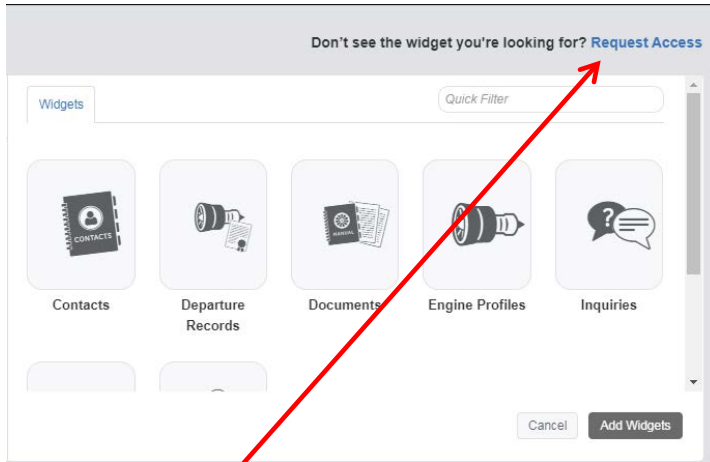 Don't see the widget you're looking for? Request Access
Widgets
Quick Filter
CONTACTS
MANUAL
?
Contacts
Departure
Records
Documents
Engine Profiles
Inquiries
Cancel
Add Widgets